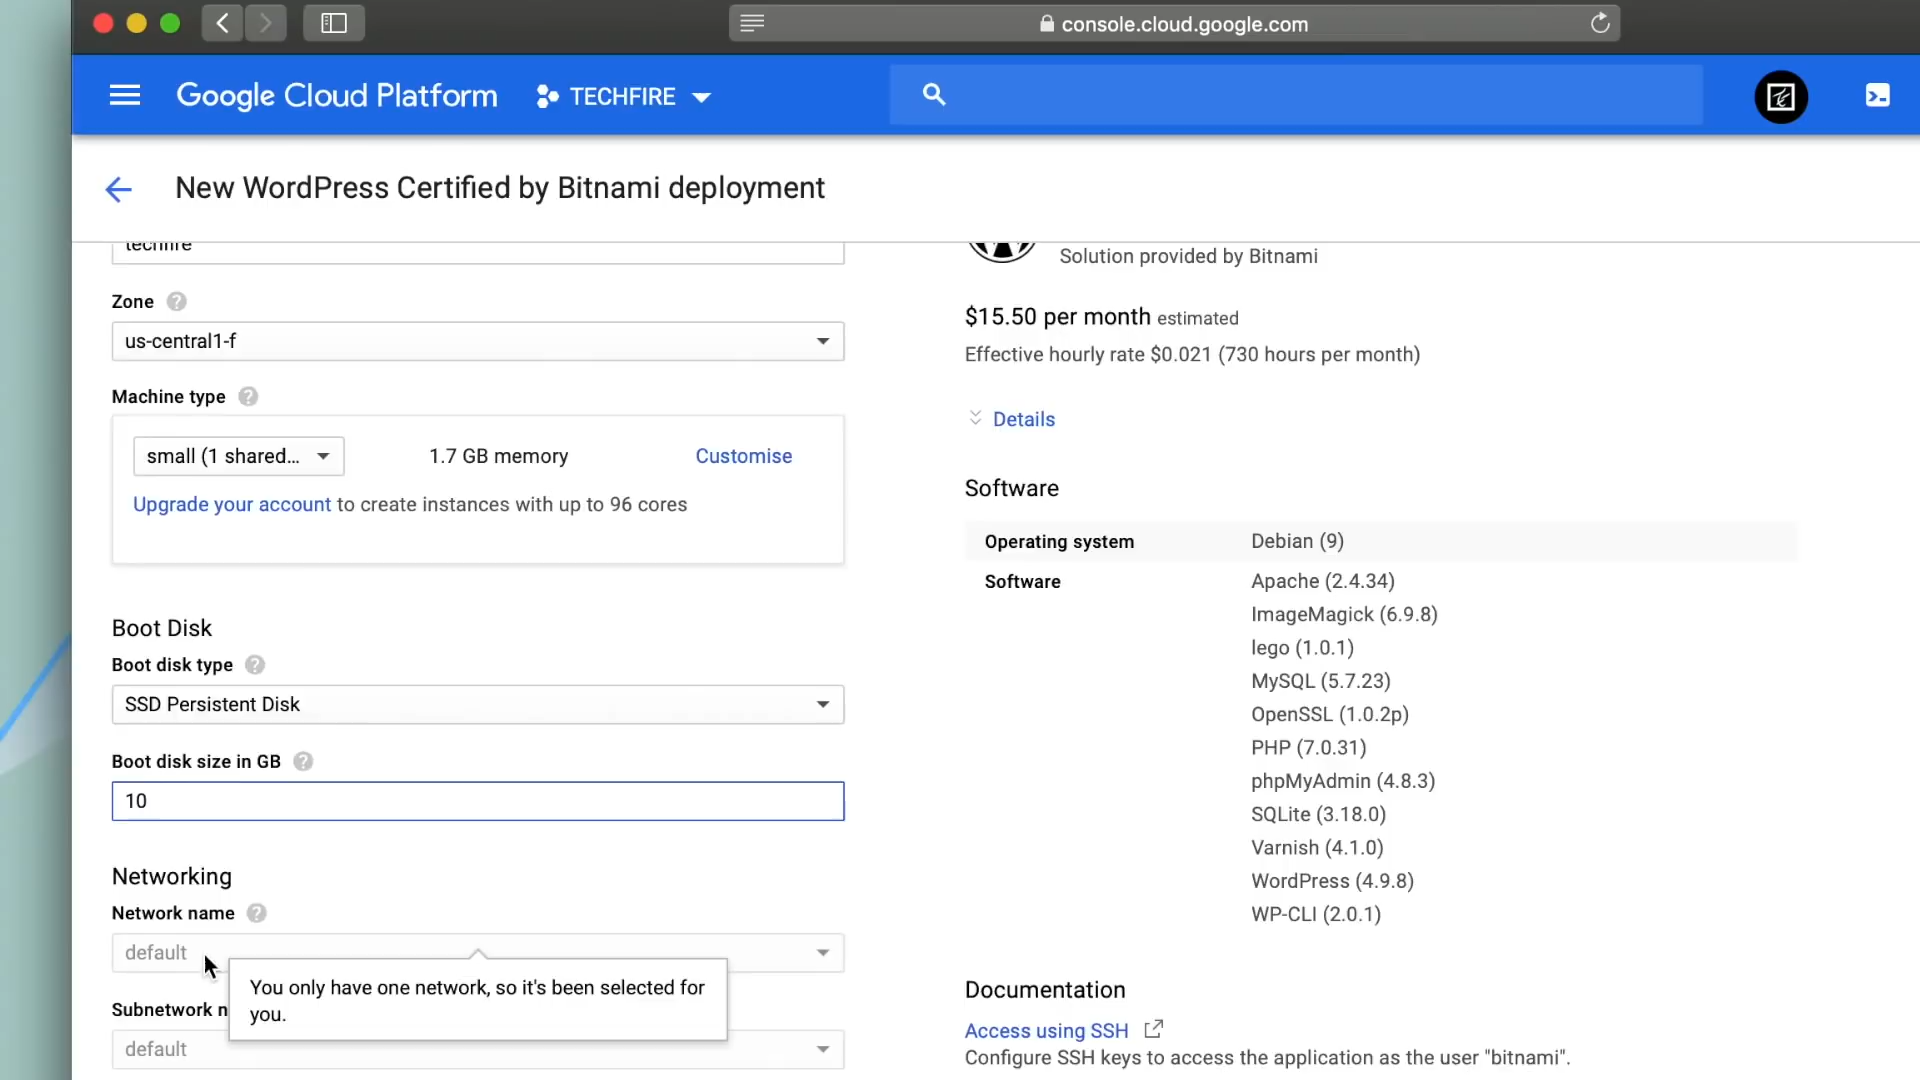 console.cloud.google.com
Google Cloud Platform
TECHFIRE
New WordPress Certified by Bitnami deployment
techfire
Zone
us-central1-f
Machine type
small (1 shared...
1.7 GB memory
Customise
Upgrade your account to create instances with up to 96 cores
Boot Disk
Boot disk type
SSD Persistent Disk
Boot disk size in GB
10
Networking
Network name
default
You only have one network, so it's been selected for
you.
Subnetwork n
default
Solution provided by Bitnami
$15.50 per month estimated
Effective hourly rate $0.021 (730 hours per month)
Details
Software
Operating system
Debian (9)
Software
Apache (2.4.34)
ImageMagick (6.9.8)
lego (1.0.1)
MySQL (5.7.23)
OpenSSL (1.0.2p)
PHP (7.0.31)
phpMyAdmin (4.8.3)
SQLite (3.18.0)
Varnish (4.1.0)
WordPress (4.9.8)
WP-CLI (2.0.1)
Documentation
Access using SSH
Configure SSH keys to access the application as the user "bitnami".